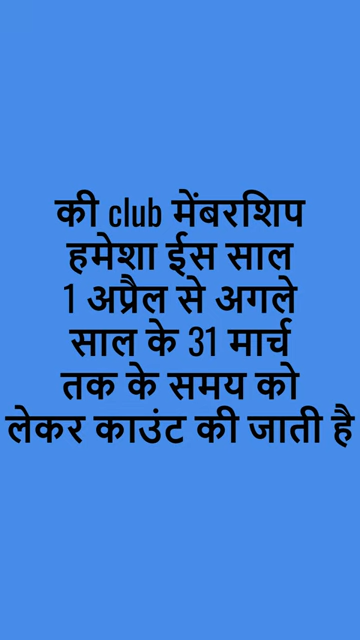 की club मेंबरशिप
हमेशा ईस साल
1 अप्रैल से अगले
साल के 31 मार्च
तक के समय को
लेकर काउंट की जाती है